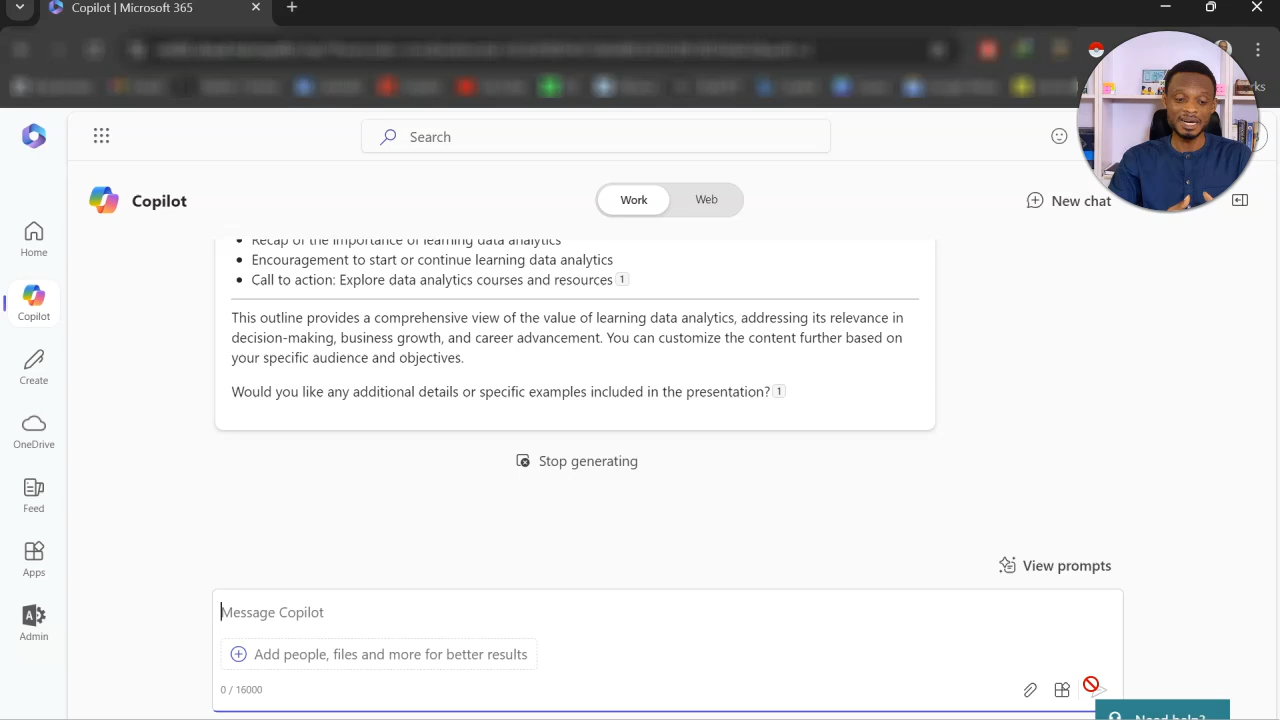 Copilot | Microsoft 365
Search
Copilot
Work
Web
New chat
Home
Copilot
Create
OneDrive
Feed
Apps
Admin
Recap of the importance of learning data analytics
Encouragement to start or continue learning data analytics
Call to action: Explore data analytics courses and resources 1
This outline provides a comprehensive view of the value of learning data analytics, addressing its relevance in
decision-making, business growth, and career advancement. You can customize the content further based on
your specific audience and objectives.
Would you like any additional details or specific examples included in the presentation? 1
Stop generating
View prompts
Message Copilot
Add people, files and more for better results
0 / 16000
Need help?